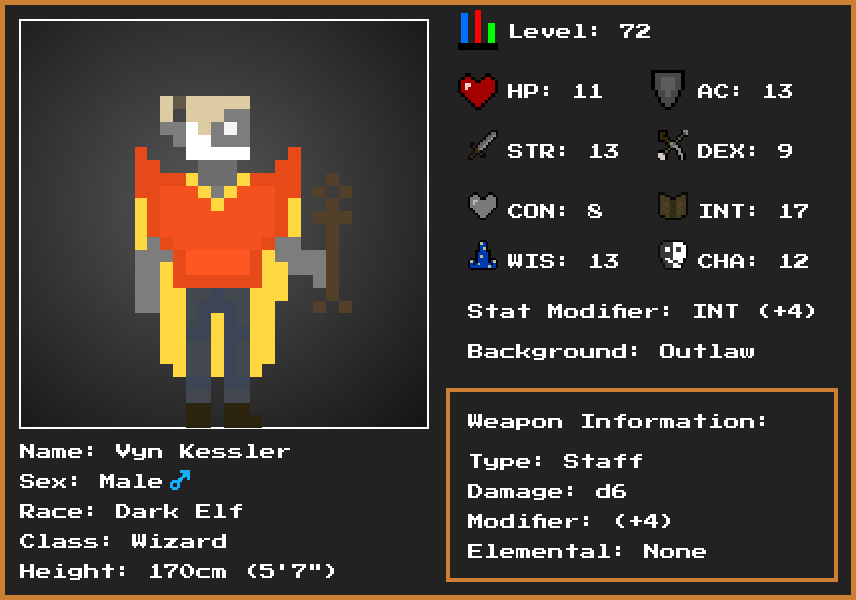 Level: 72
HP: 11 AC: 13
STR: 13 DEX: 9
CON: 8 INT: 17
WIS: 13 CHA: 12
Stat Modifier: INT (+4)
Background: Outlaw
Weapon Information:
Type: Staff
Damage: d6
Modifier: (+4)
Elemental: None
Name: Vyn Kessler
Sex: Male♂
Race: Dark Elf
Class: Wizard
Height: 170cm (5'7")